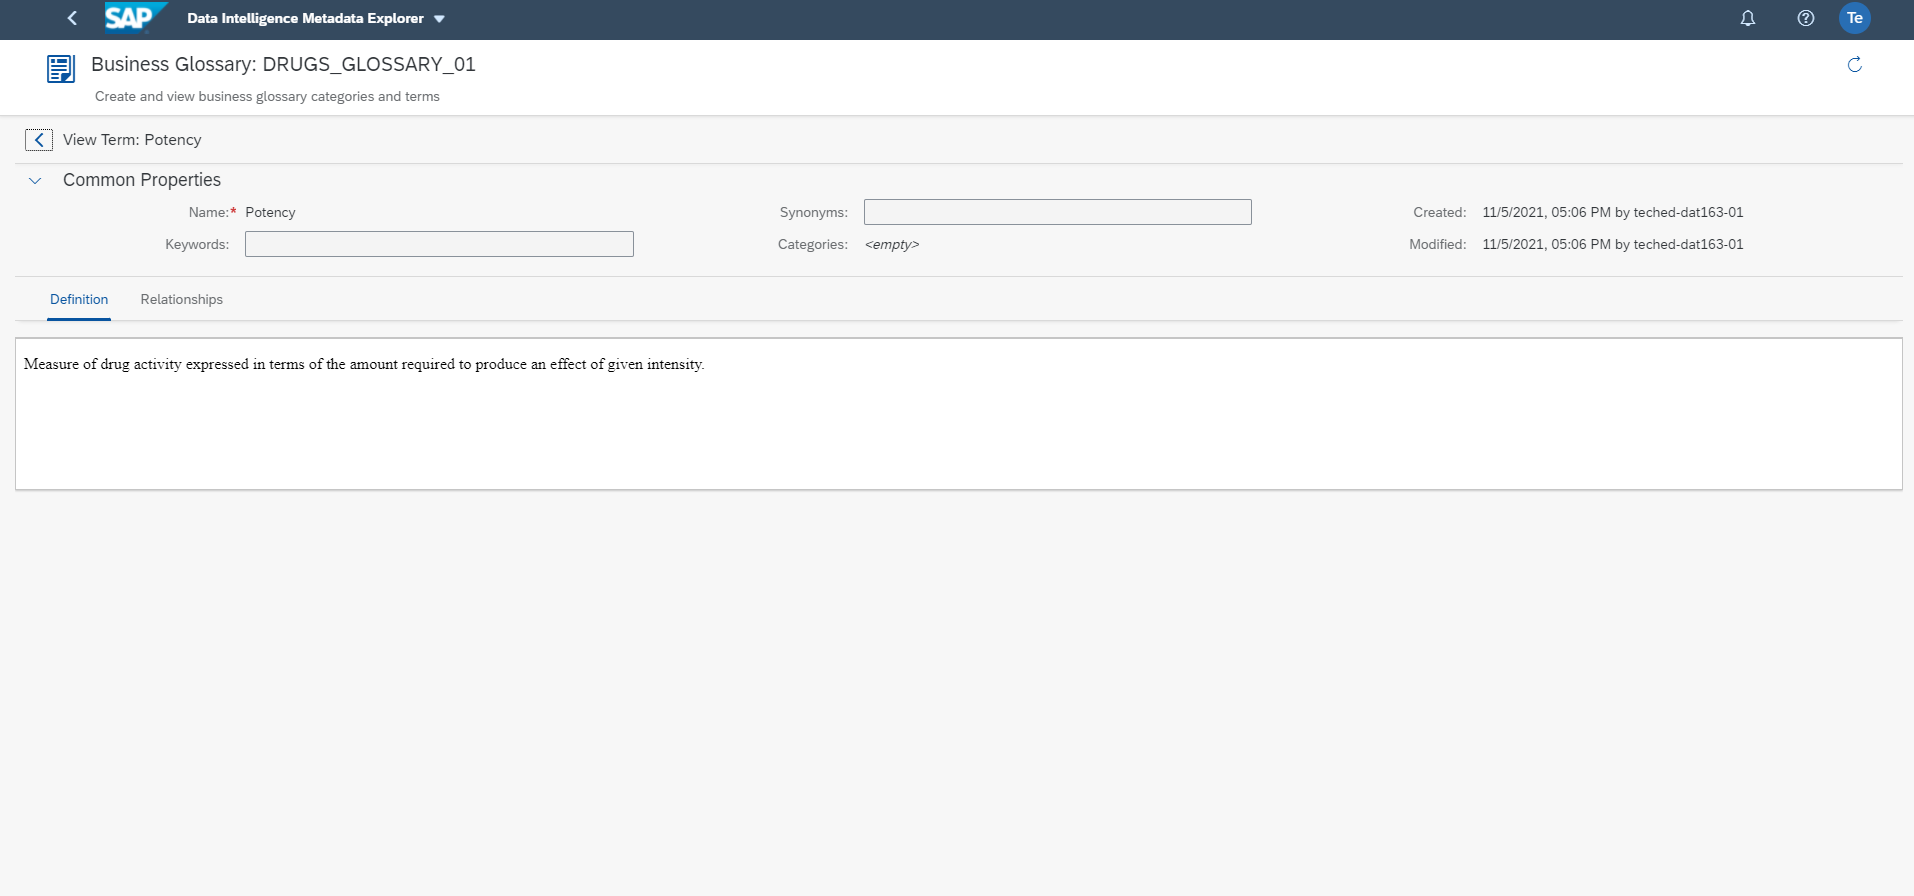 SAP Data Intelligence Metadata Explorer Te
Business Glossary: DRUGS_GLOSSARY_01
Create and view business glossary categories and terms
View Term: Potency
Common Properties
Name:* Potency Synonyms: Created: 11/5/2021, 05:06 PM by teched-dat163-01
Keywords: Categories: <empty> Modified: 11/5/2021, 05:06 PM by teched-dat163-01
Definition Relationships
Measure of drug activity expressed in terms of the amount required to produce an effect of given intensity.